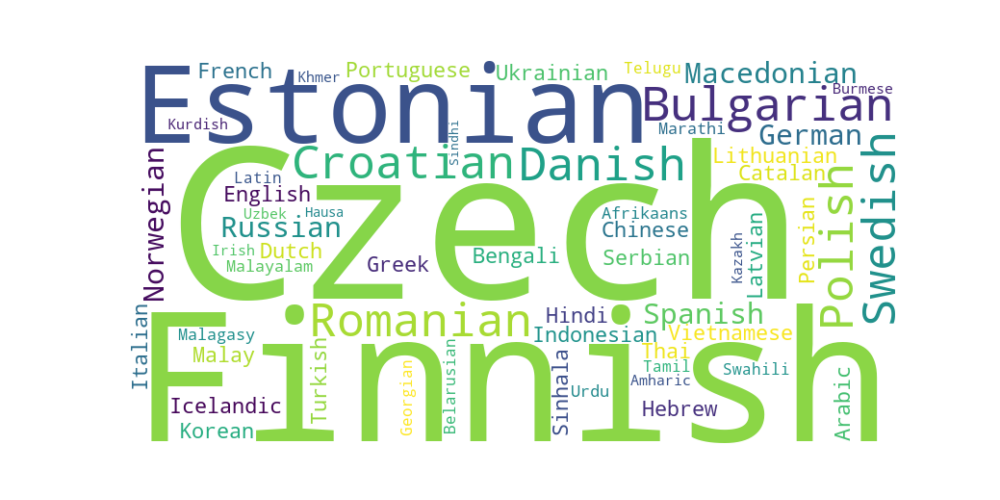 French
Khmer
Portuguese
Ukrainian
Telugu
Macedonian
Burmese
Estonian
Bulgarian
Kurdish
Sindhi
Marathi
German
Norwegian
Croatian
Danish
Lithuanian
Catalan
Polish
Swedish
Latin
English
Uzbek
Hausa
Russian
Irish
Dutch
Malayalam
Greek
Czech
Bengali
Afrikaans
Chinese
Serbian
Kazakh
Latvian
Persian
Italian
Romanian
Hindi
Spanish
Indonesian
Vietnamese
Malagasy
Malay
Turkish
Thai
Tamil
Swahili
Amharic
Urdu
Sinhala
Finnish
Georgian
Belarusian
Icelandic
Korean
Hebrew
Arabic